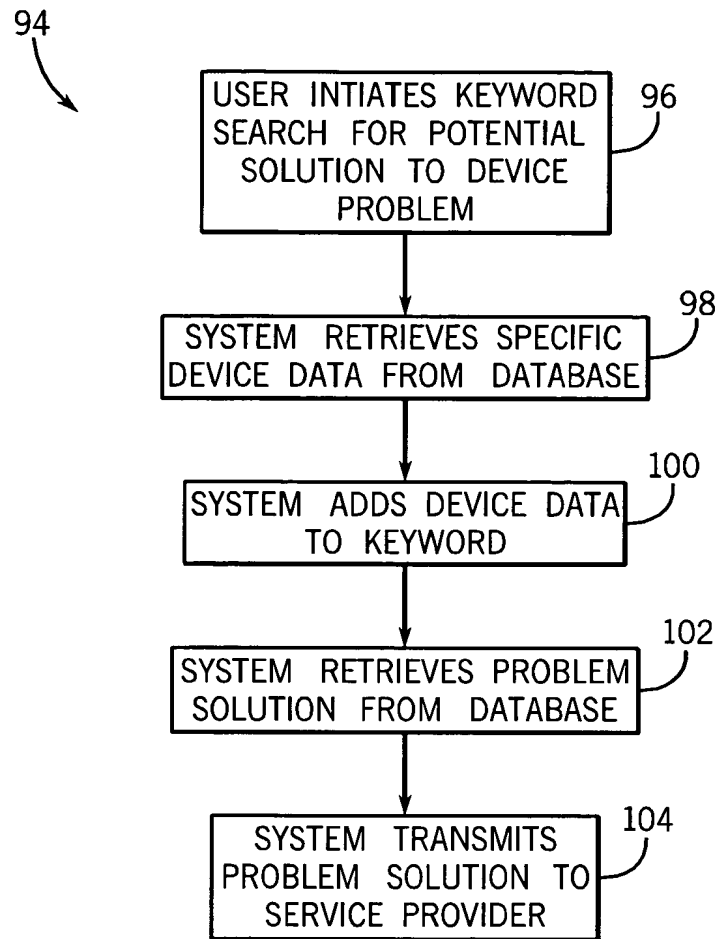 94
USER INTIATES KEYWORD
SEARCH FOR POTENTIAL
SOLUTION TO DEVICE
PROBLEM
96
SYSTEM RETRIEVES SPECIFIC
DEVICE DATA FROM DATABASE
98
SYSTEM ADDS DEVICE DATA
TO KEYWORD
100
SYSTEM RETRIEVES PROBLEM
SOLUTION FROM DATABASE
102
SYSTEM TRANSMITS
PROBLEM SOLUTION TO
SERVICE PROVIDER
104